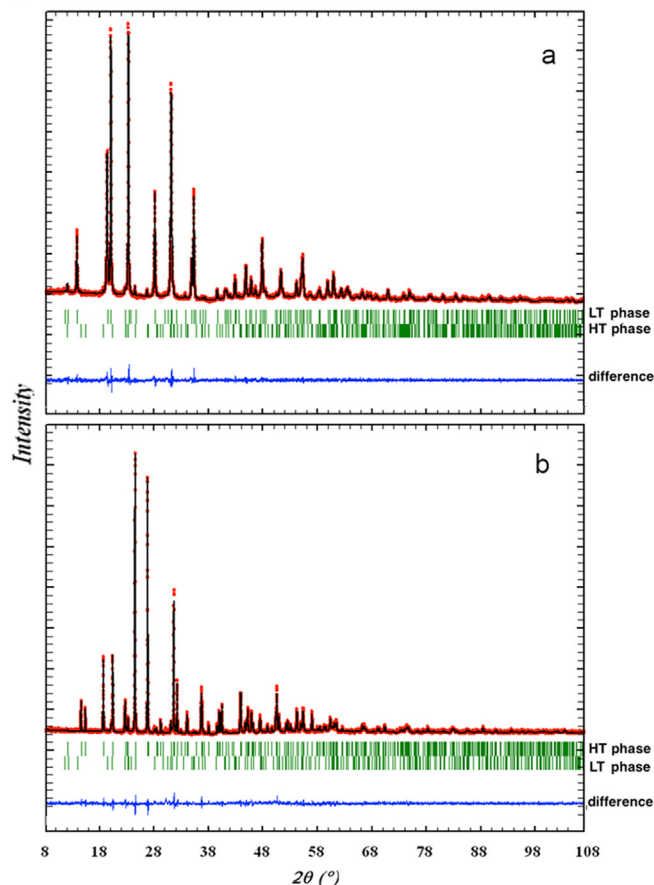 a
LT phase
HT phase
difference
Intensity
b
HT phase
LT phase
difference
8 18 28 38 48 58 68 78 88 98 108
2θ (°)